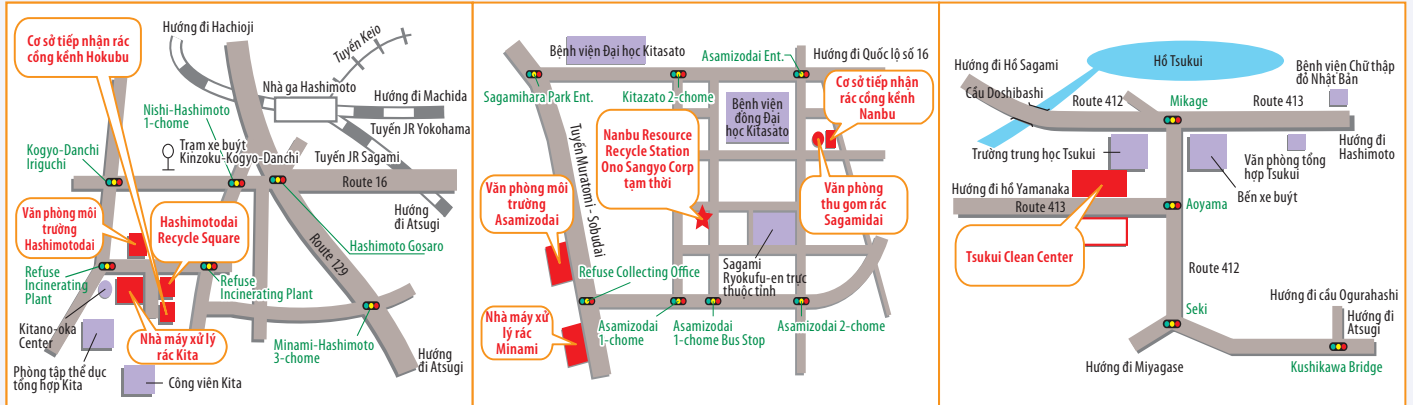 Hướng đi Hachioji
Cơ sở tiếp nhận rác
cồng kềnh Hokubu
Tuyến Keio
Nhà ga Hashimoto
Hướng đi Machida
Nishi-Hashimoto
1-chome
Tuyến JR Yokohama
Trạm xe buýt
Kinzoku-Kogyo-Danchi
Kogyo-Danchi
Iriguchi
Tuyến JR Sagami
Route 16
Văn phòng môi
trường
Hashimotodai
Hashimotodai
Recycle Square
Hướng
đi Atsugi
Hashimoto Gosaro
Route 129
Refuse
Incinerating
Plant
Refuse
Incinerating Plant
Kitano-oka
Center
Nhà máy xử lý
rác Kita
Minami-Hashimoto
3-chome
Hướng
đi Atsugi
Phòng tập thể dục
tổng hợp Kita
Công viên Kita
Bệnh viện Đại học Kitasato
Asamizodai Ent.
Hướng đi Quốc lộ số 16
Sagamihara Park Ent.
Kitazato 2-chome
Cơ sở tiếp nhận
rác cồng kềnh
Nanbu
Bệnh viện
đông Đại
học Kitasato
Nanbu Resource
Recycle Station
Ono Sangyo Corp
tạm thời
Tuyến Muratomi - Sobudai
Văn phòng môi
trường
Asamizodai
Văn phòng
thu gom rác
Sagamidai
Refuse Collecting Office
Sagami
Ryokufu-en trực
thuộc tỉnh
Nhà máy xử
lý rác
Minami
Asamizodai
1-chome
Asamizodai
1-chome Bus Stop
Asamizodai 2-chome
Hướng đi Hồ Sagami
Hồ Tsukui
Bệnh viện Chữ thập
đỏ Nhật Bản
Cầu Doshibashi
Route 412
Mikage
Route 413
Hướng đi
Hashimoto
Trường trung học Tsukui
Văn phòng tổng
hợp Tsukui
Bến xe buýt
Hướng đi hồ Yamanaka
Route 413
Aoyama
Tsukui Clean Center
Route 412
Hướng đi cầu Ogurahashi
Seki
Hướng đi
Atsugi
Hướng đi Miyagase
Kushikawa Bridge